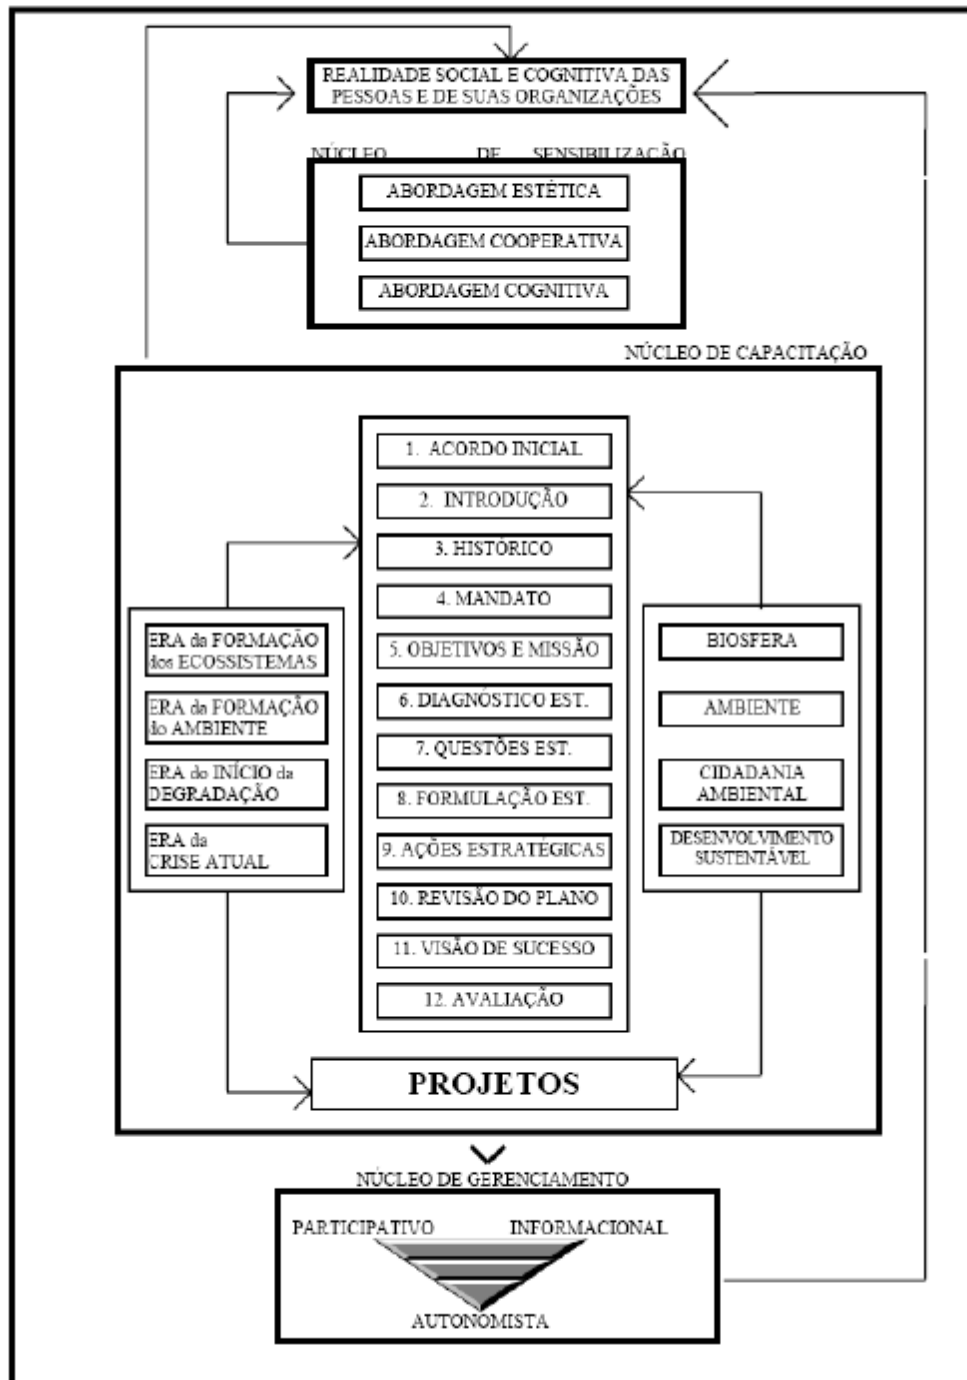 REALIDADE SOCIAL E COGNITIVA DAS
PESSOAS E DE SUAS ORGANIZAÇÕES
NÚCLEO DE SENSIBILIZAÇÃO
ABORDAGEM ESTÉTICA
ABORDAGEM COOPERATIVA
ABORDAGEM COGNITIVA
NÚCLEO DE CAPACITAÇÃO
1. ACORDO INICIAL
2. INTRODUÇÃO
3. HISTÓRICO
4. MANDATO
5. OBJETIVOS E MISSÃO
6. DIAGNÓSTICO EST.
7. QUESTÕES EST.
8. FORMULAÇÃO EST.
9. AÇÕES ESTRATÉGICAS
10. REVISÃO DO PLANO
11. VISÃO DE SUCESSO
12. AVALIAÇÃO
ERA da FORMAÇÃO
dos ECOSSISTEMAS
ERA da FORMAÇÃO
do AMBIENTE
ERA do INÍCIO da
DEGRADAÇÃO
ERA da
CRISE ATUAL
BIOSFERA
AMBIENTE
CIDADANIA
AMBIENTAL
DESENVOLVIMENTO
SUSTENTÁVEL
PROJETOS
NÚCLEO DE GERENCIAMENTO
PARTICIPATIVO INFORMACIONAL
AUTONOMISTA